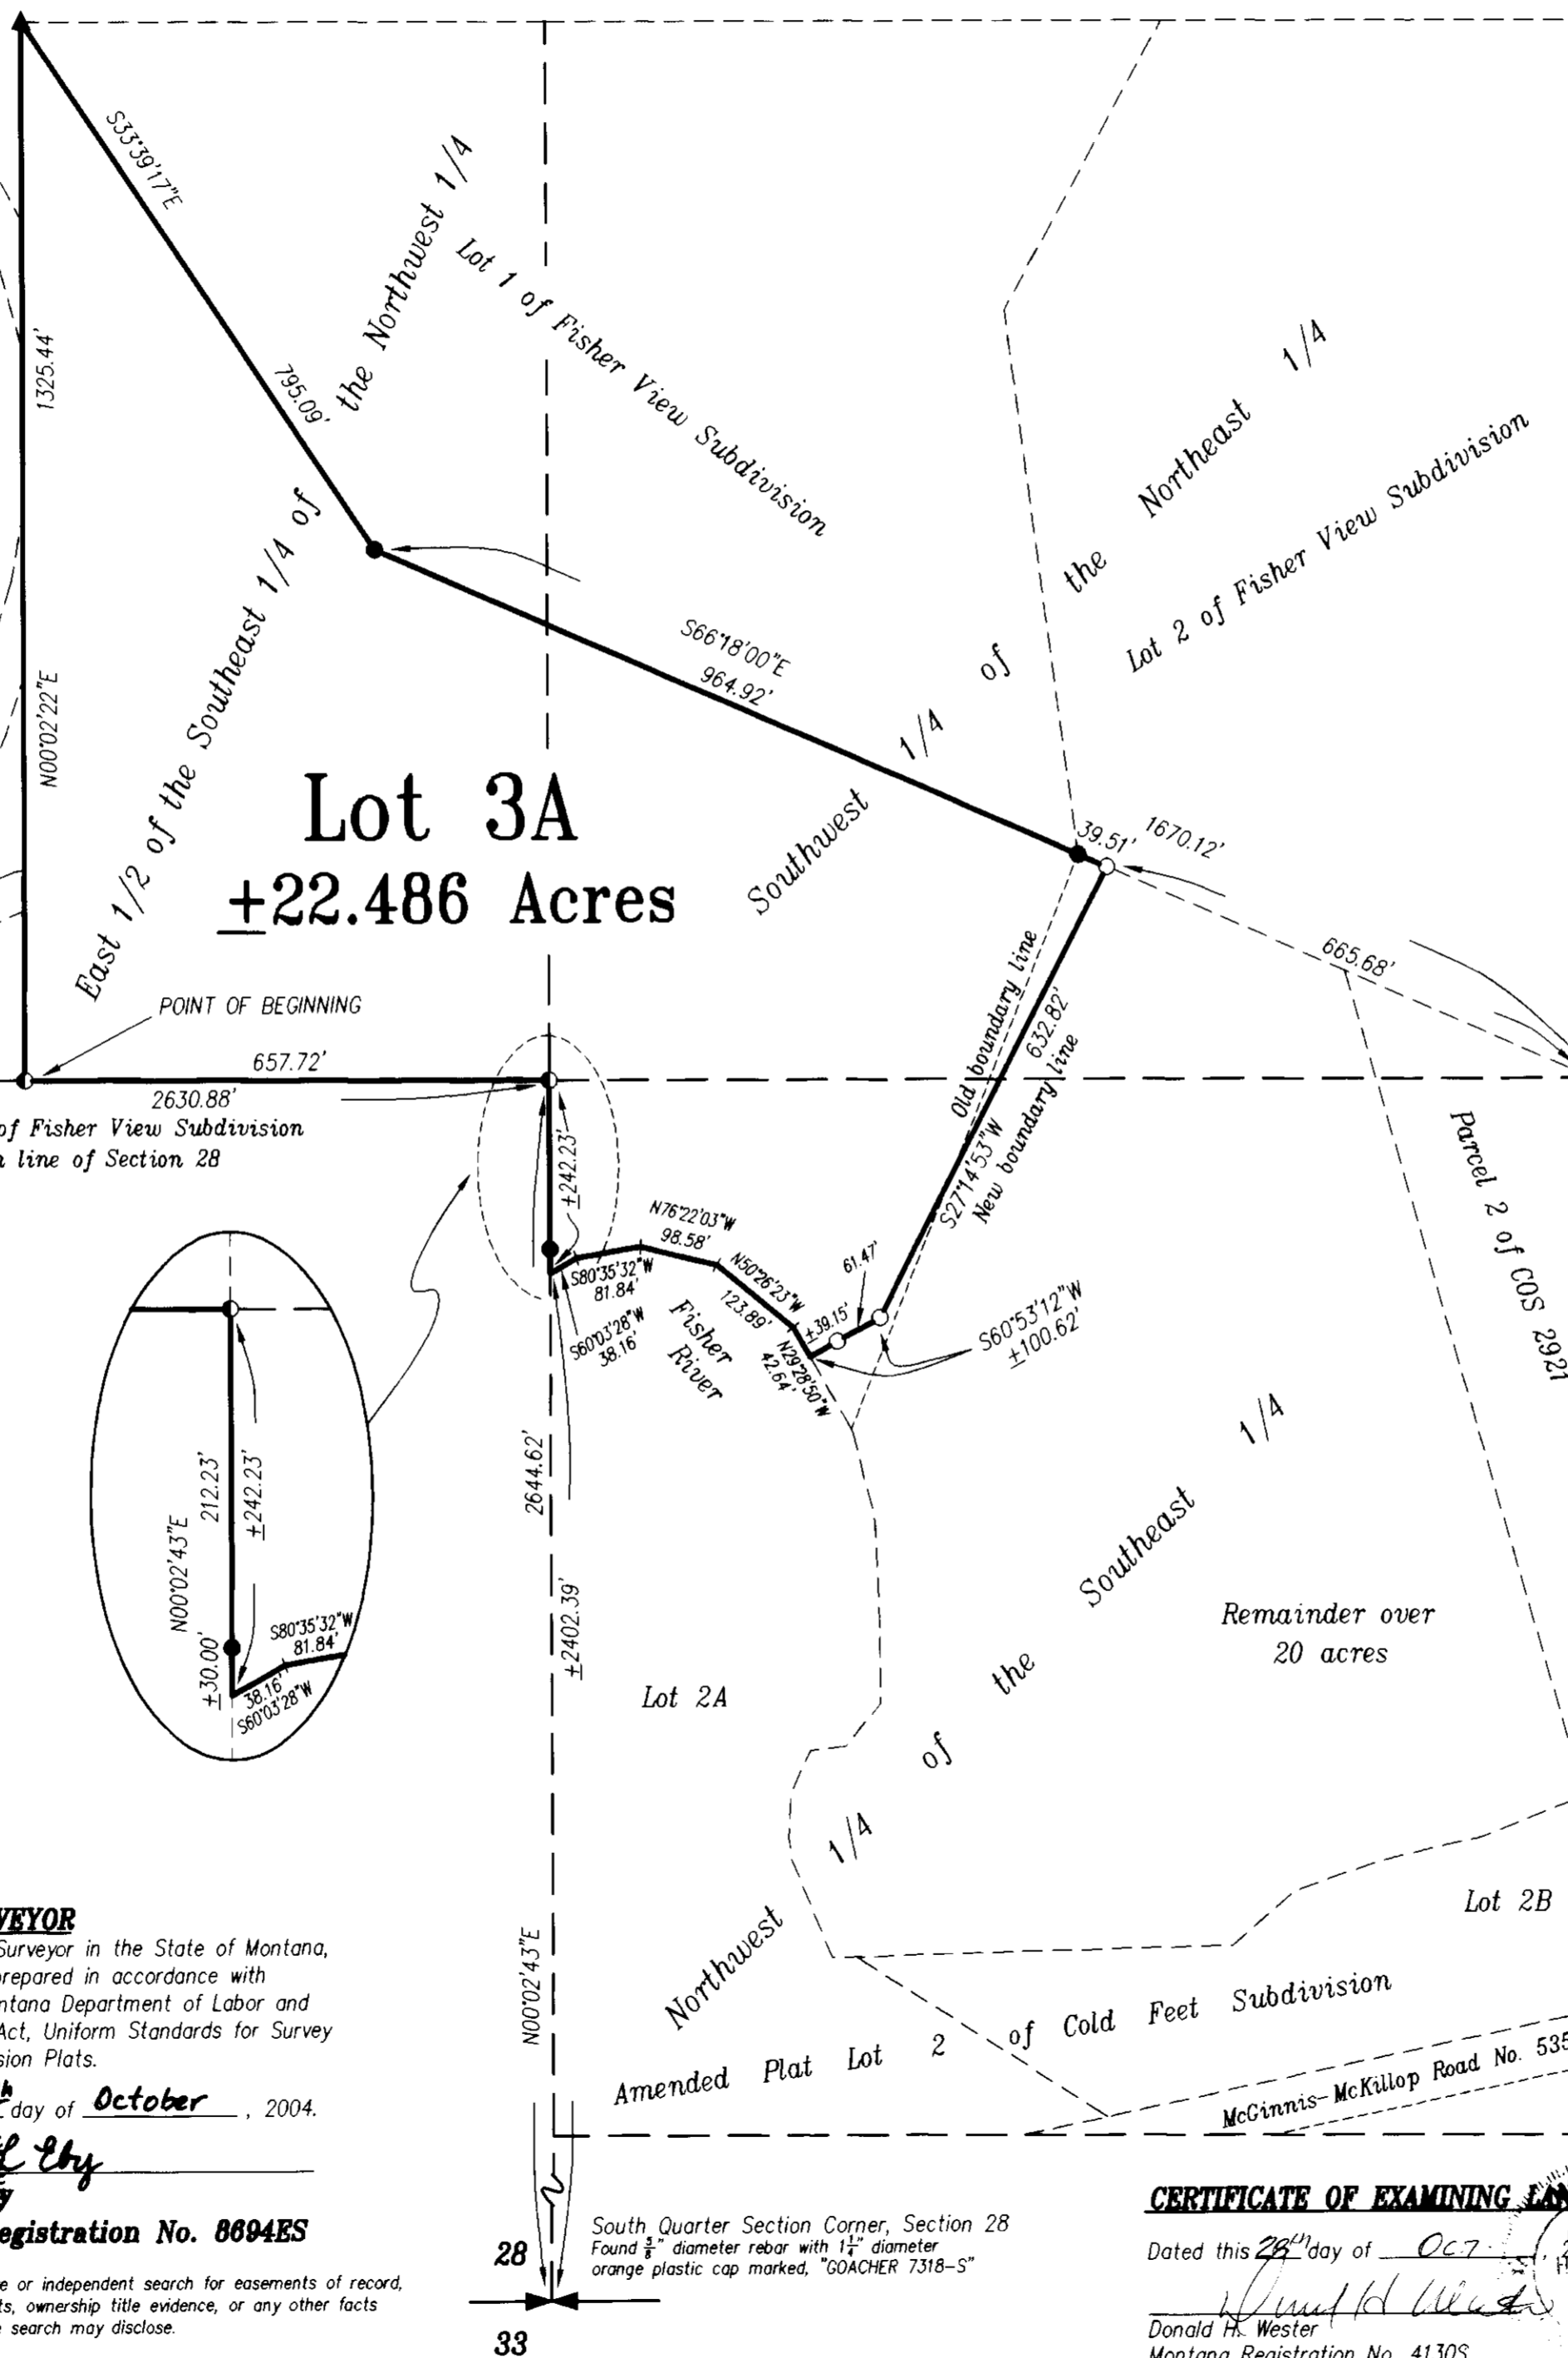 S33°39'17"E
795.09'
1325.44'
N00°02'22"E
East 1/2 of the Southeast 1/4 of
the Northwest 1/4
Lot 1 of Fisher View Subdivision
Southwest 1/4 of the Northeast 1/4
Lot 2 of Fisher View Subdivision
S66°18'00"E
964.92'
Lot 3A
±22.486 Acres
39.51'
1670.12'
665.68'
POINT OF BEGINNING
657.72'
2630.88'
of Fisher View Subdivision
line of Section 28
Old boundary line
632.82'
S27°14'53"W
New boundary line
±242.23'
N76°22'03"W
98.58'
S80°35'32"W
81.84'
S60°03'28"W
38.16'
N50°26'23"W
123.89'
61.47'
±39.15'
N29°28'50"W
42.64'
S60°53'12"W
±100.62'
Fisher
River
Parcel 2 of COS 2921
212.23'
±242.23'
N00°02'43"E
±30.00'
S80°35'32"W
81.84'
38.16'
S60°03'28"W
2644.62'
±2402.39'
N00°02'43"E
Lot 2A
Northwest 1/4 of the Southeast 1/4
Remainder over
20 acres
Lot 2B
Amended Plat Lot 2 of Cold Feet Subdivision
McGinnis-McKillop Road No. 535
VEYOR
Surveyor in the State of Montana,
prepared in accordance with
ntana Department of Labor and
Act, Uniform Standards for Survey
sion Plats.
day of October, 2004.
Eby
egistration No. 8694ES
e or independent search for easements of record,
ts, ownership title evidence, or any other facts
search may disclose.
28
33
South Quarter Section Corner, Section 28
Found 5/8" diameter rebar with 1 1/4" diameter
orange plastic cap marked, "GOACHER 7318-S"
CERTIFICATE OF EXAMINING LAN
Dated this 28th day of Oct.
Donald H. Wester
Montana Registration No. 4130S